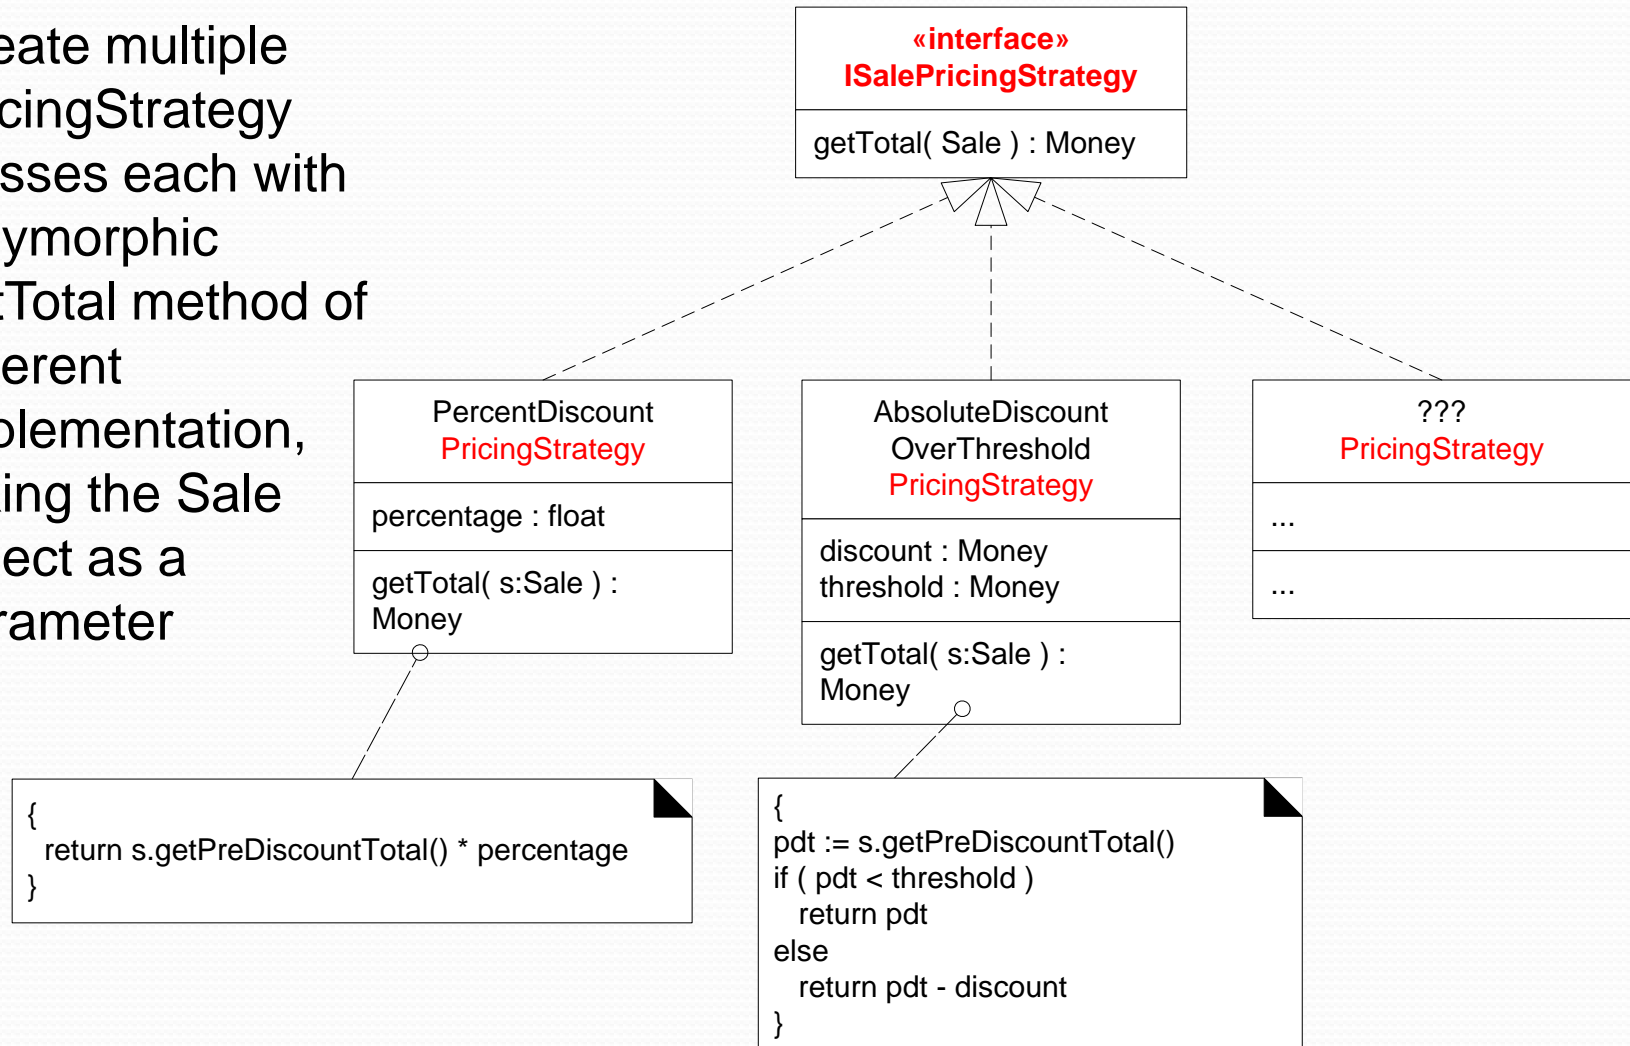 eate multiple
cingStrategy
sses each with
ymorphic
tTotal method of
erent
plementation,
ing the Sale
ect as a
rameter
«interface»
ISalePricingStrategy
getTotal( Sale ) : Money
PercentDiscount
PricingStrategy
percentage : float
getTotal( s:Sale ) :
Money
AbsoluteDiscount
OverThreshold
PricingStrategy
discount : Money
threshold : Money
getTotal( s:Sale ) :
Money
???
PricingStrategy
...
...
{
return s.getPreDiscountTotal() * percentage
}
{
pdt := s.getPreDiscountTotal()
if ( pdt < threshold )
return pdt
else
return pdt - discount
}